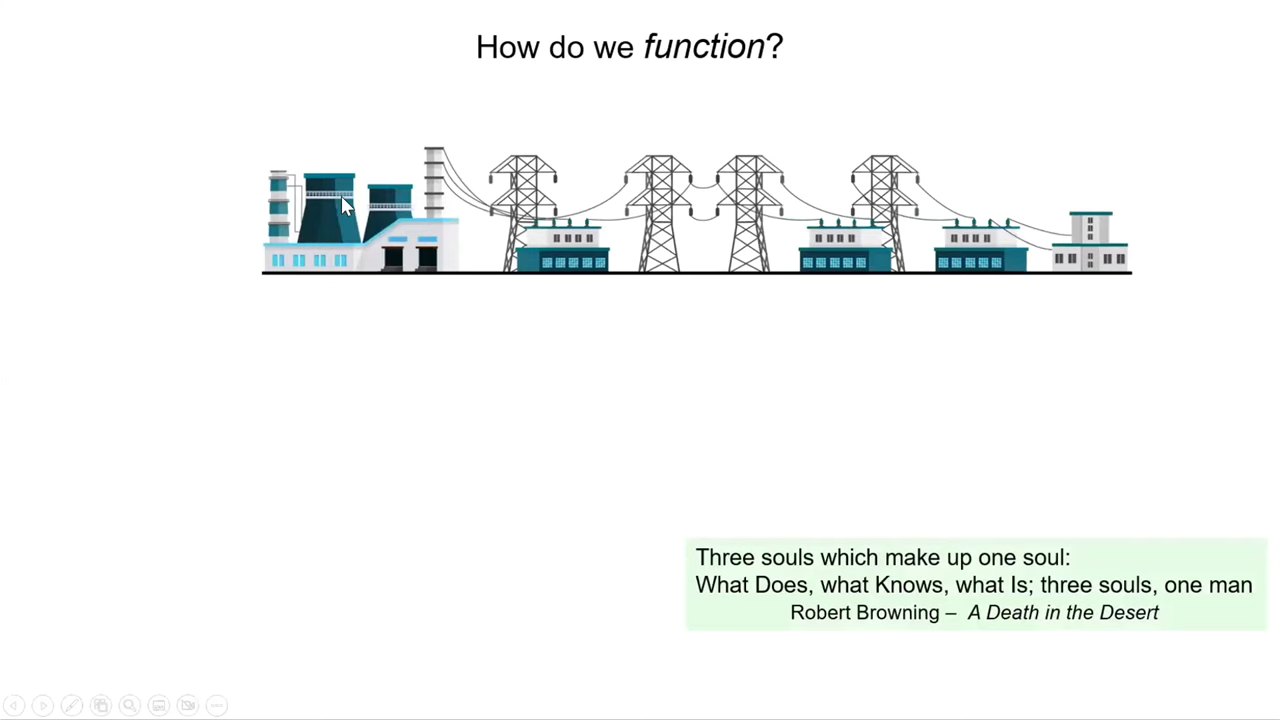 How do we function?
Three souls which make up one soul:
What Does, what Knows, what Is; three souls, one man
Robert Browning – A Death in the Desert